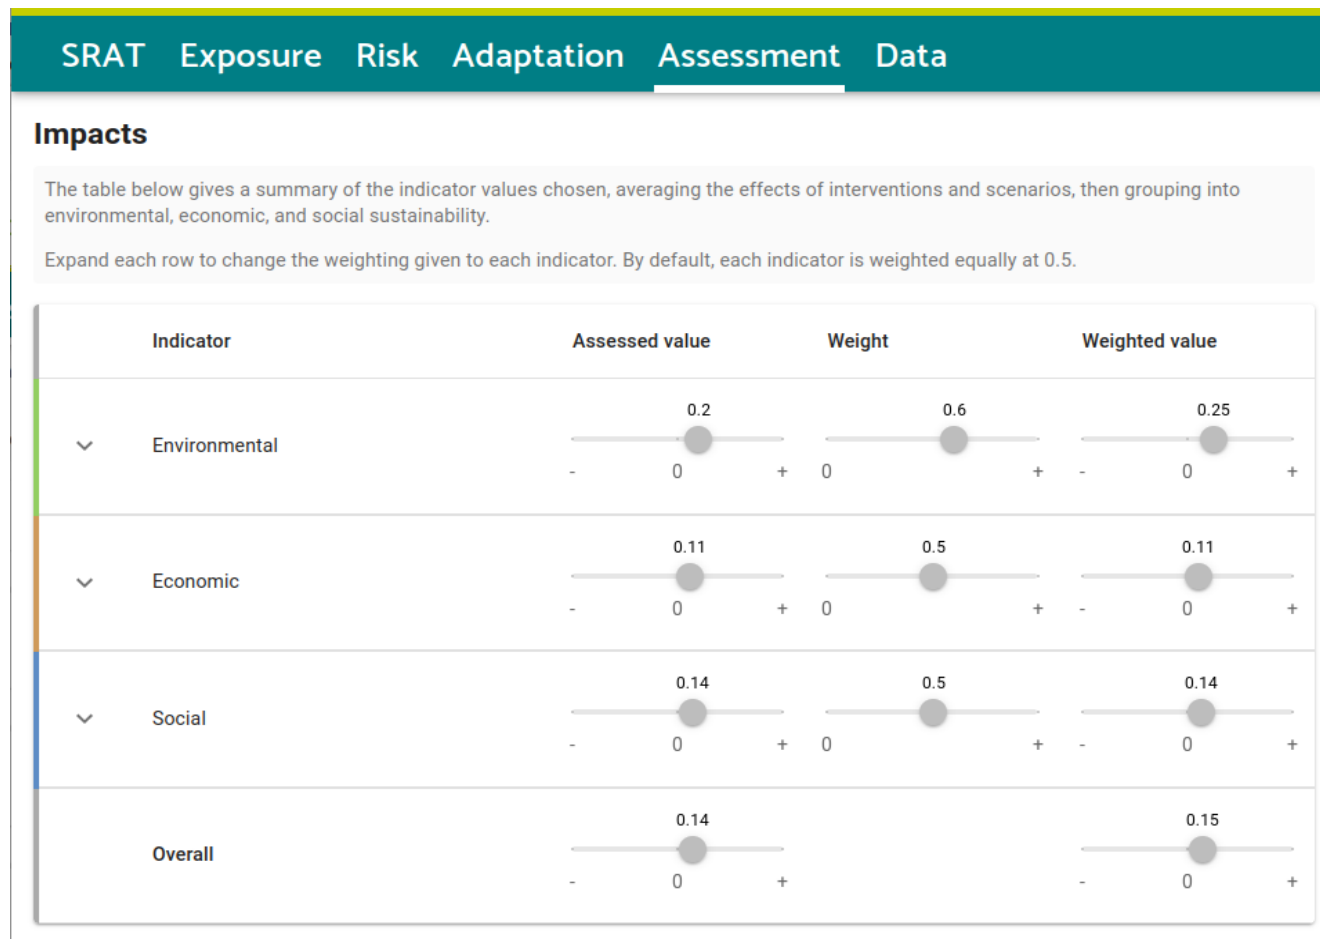 SRAT Exposure Risk Adaptation Assessment Data
Impacts
The table below gives a summary of the indicator values chosen, averaging the effects of interventions and scenarios, then grouping into
environmental, economic, and social sustainability.
Expand each row to change the weighting given to each indicator. By default, each indicator is weighted equally at 0.5.
Indicator Assessed value Weight Weighted value
0.2 0.6 0.25
Environmental
- 0 + 0 + - 0 +
0.11 0.5 0.11
Economic
- 0 + 0 + - 0 +
0.14 0.5 0.14
Social
- 0 + 0 + - 0 +
0.14 0.15
Overall
- 0 + - 0 +